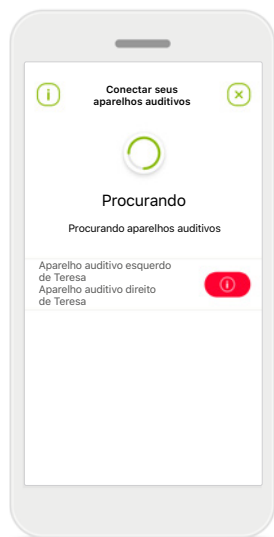 Conectar seus
aparelhos auditivos
Procurando
Procurando aparelhos auditivos
Aparelho auditivo esquerdo
de Teresa
Aparelho auditivo direito
de Teresa